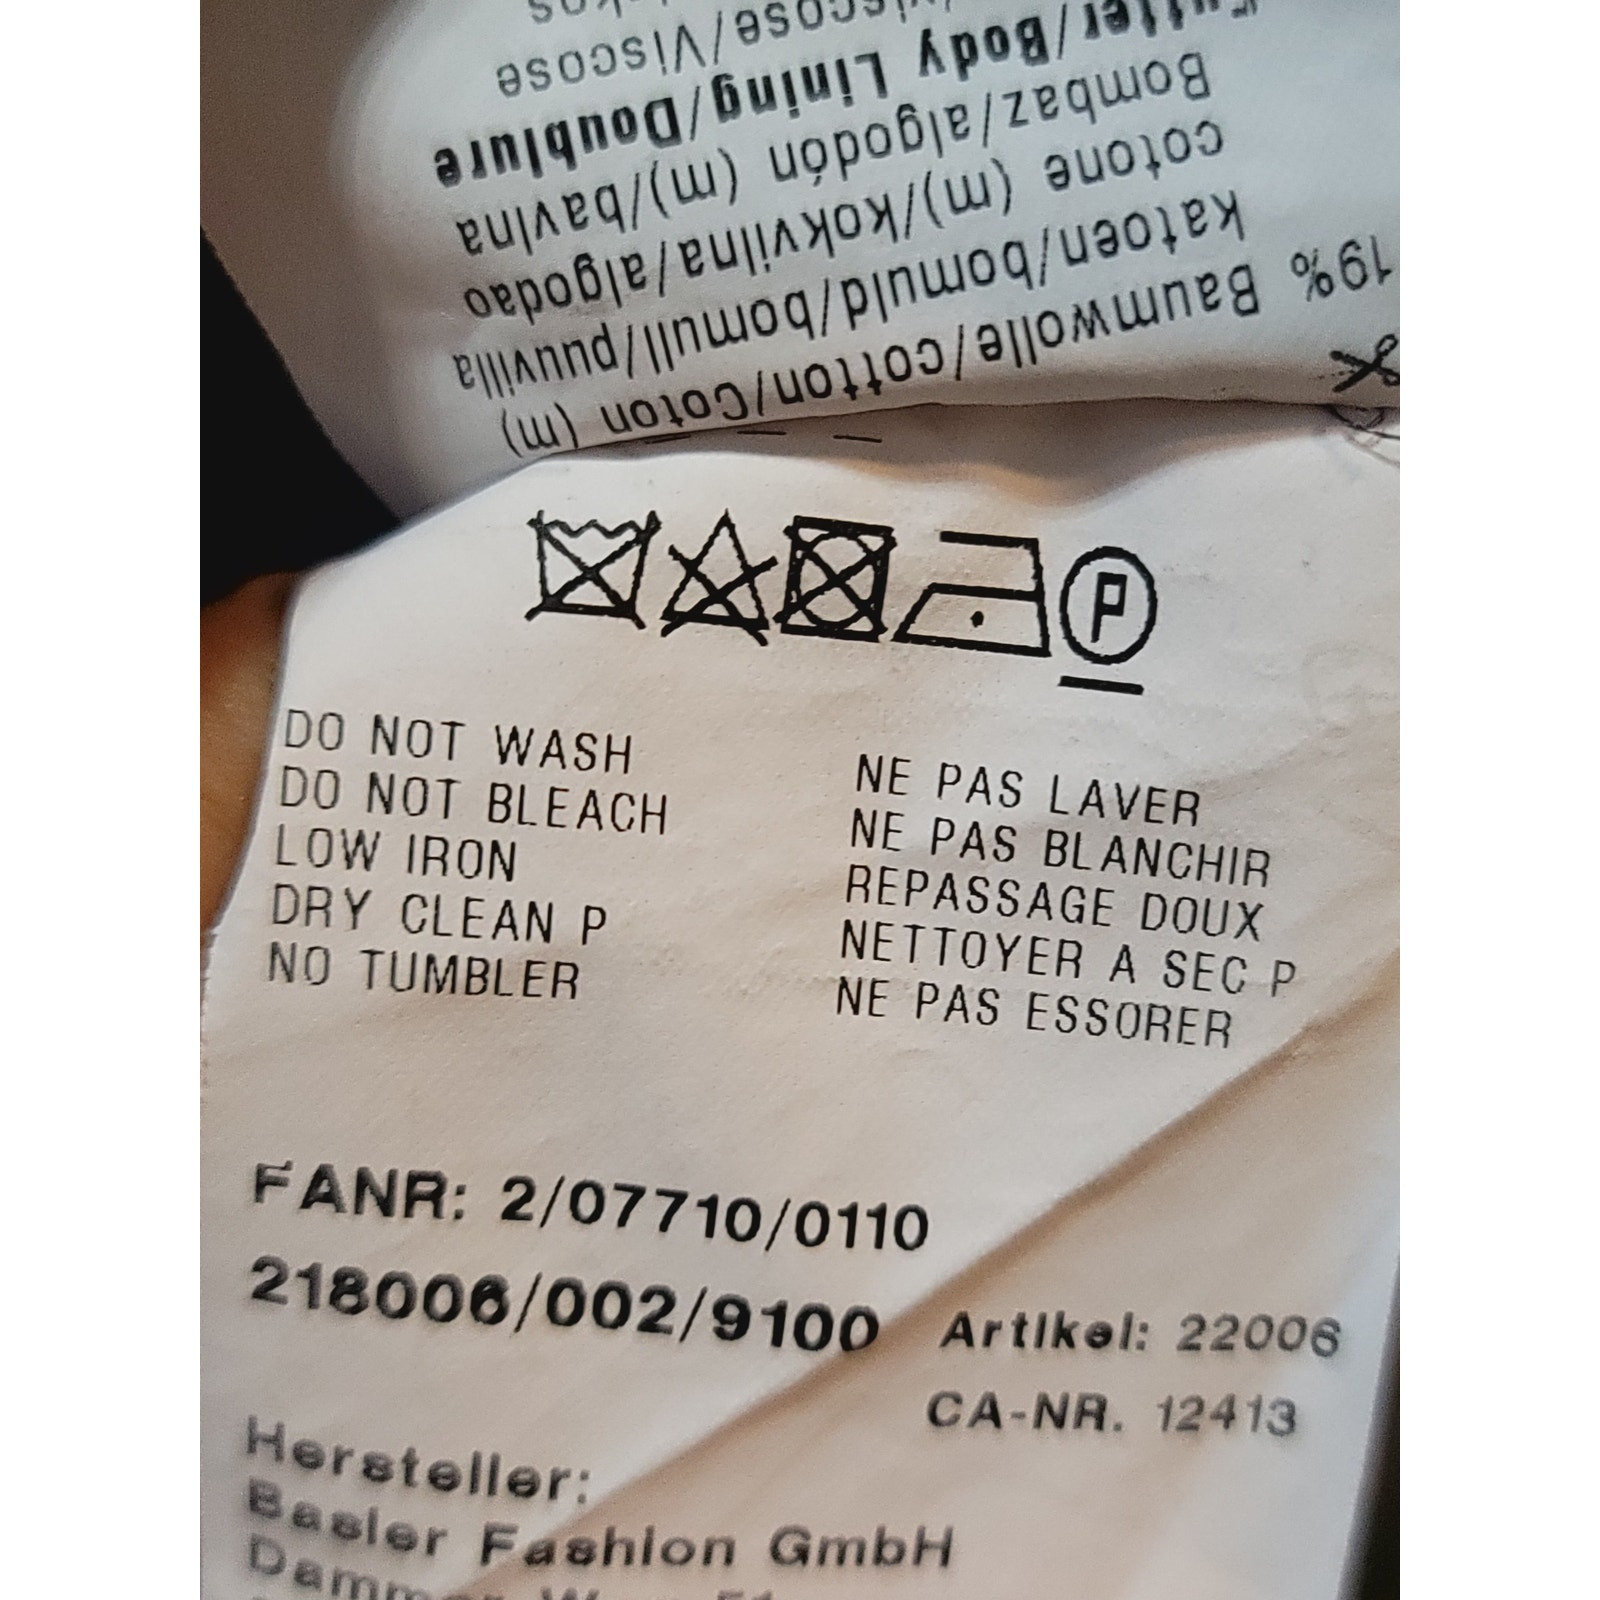 19% Baumwolle/cotton/Coton (m)
katoen/bomuld/bomull/puuvilla
cotone (m)/kokvilna/algodao
Bombaz/algodón (m)/bavlna
Futter/Body Lining/Doublure
viscose/Viscose
P
DO NOT WASH
DO NOT BLEACH
LOW IRON
DRY CLEAN P
NO TUMBLER
NE PAS LAVER
NE PAS BLANCHIR
REPASSAGE DOUX
NETTOYER A SEC P
NE PAS ESSORER
FANR: 2/07710/0110
218006/002/9100
Artikel: 22006
CA-NR. 12413
Hersteller:
Basler Fashion GmbH